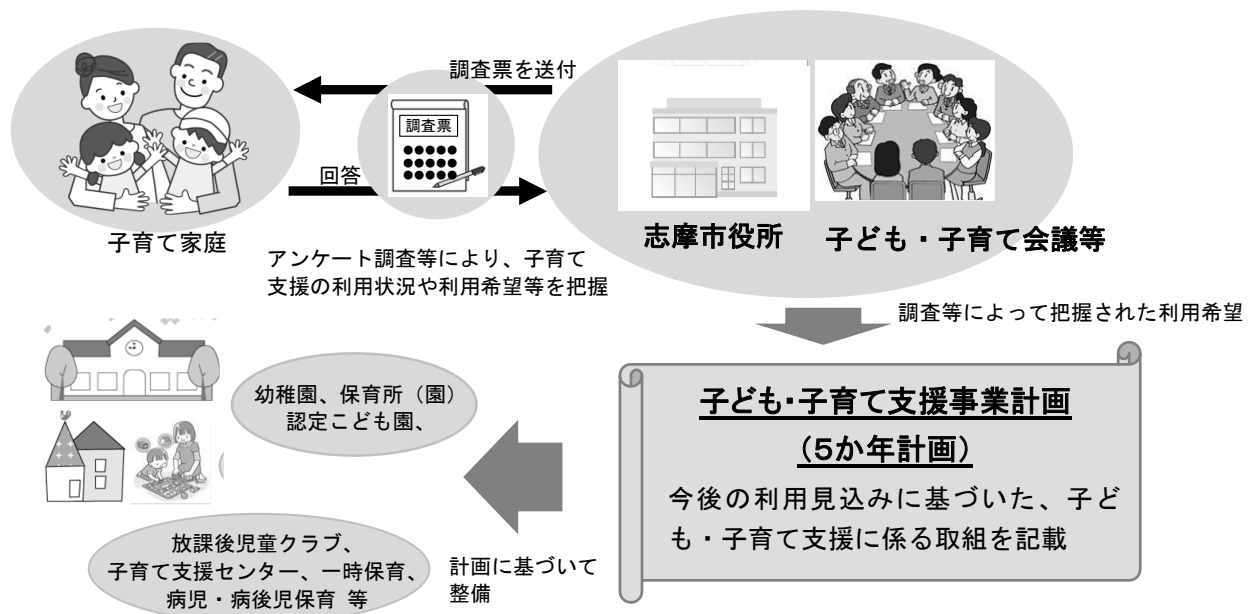 調査票を送付
調査票
回答
子育て家庭
志摩市役所
子ども・子育て会議等
アンケート調査等により、子育て
支援の利用状況や利用希望等を把握
調査等によって把握された利用希望
子ども・子育て支援事業計画
（５か年計画）
今後の利用見込みに基づいた、子ど
も・子育て支援に係る取組を記載
幼稚園、保育所（園）
認定こども園、
放課後児童クラブ、
子育て支援センター、一時保育、
病児・病後児保育 等
計画に基づいて
整備